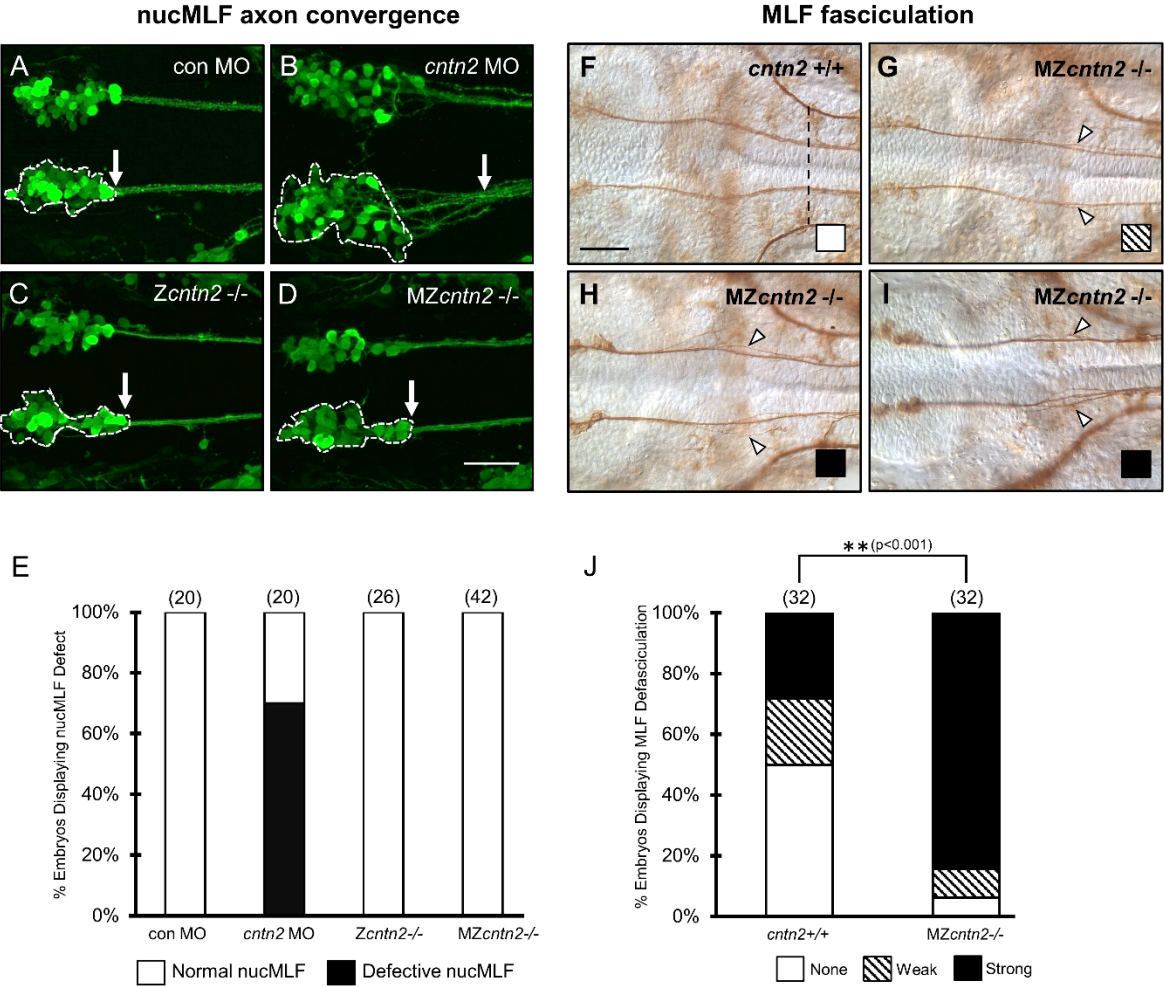 nucMLF axon convergence
MLF fasciculation
A con MO
B cntn2 MO
F cntn2 +/+
G MZcntn2 -/-
C Zcntn2 -/-
D MZcntn2 -/-
H MZcntn2 -/-
I MZcntn2 -/-
E
% Embryos Displaying nucMLF Defect
(20) (20) (26) (42)
100%
80%
60%
40%
20%
0%
con MO cntn2 MO Zcntn2-/- MZcntn2-/-
Normal nucMLF Defective nucMLF
J
% Embryos Displaying MLF Defasciculation
**(p<0.001)
(32) (32)
100%
80%
60%
40%
20%
0%
cntn2+/+ MZcntn2-/-
None Weak Strong